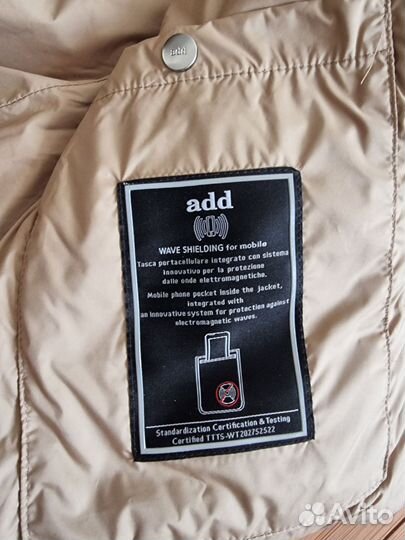 add
add
WAVE SHIELDING for mobile
Tasca portacellulare integrato con sistema
innovativo per la protezione
dalle onde elettromagnetiche.
Mobile phone pocket inside the jacket,
integrated with
an innovative system for protection against
electromagnetic waves.
Standardization Certification & Testing
Certified TTTS-WT202752522
Avito